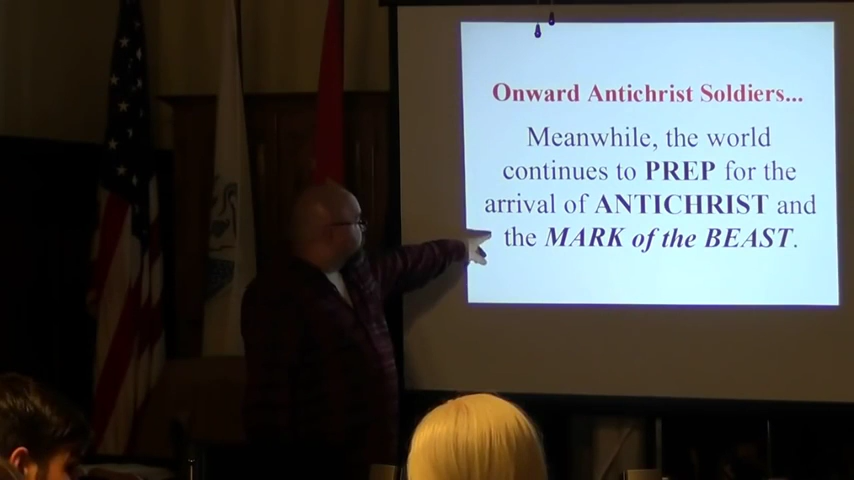 Onward Antichrist Soldiers...
Meanwhile, the world
continues to PREP for the
arrival of ANTICHRIST and
the MARK of the BEAST.